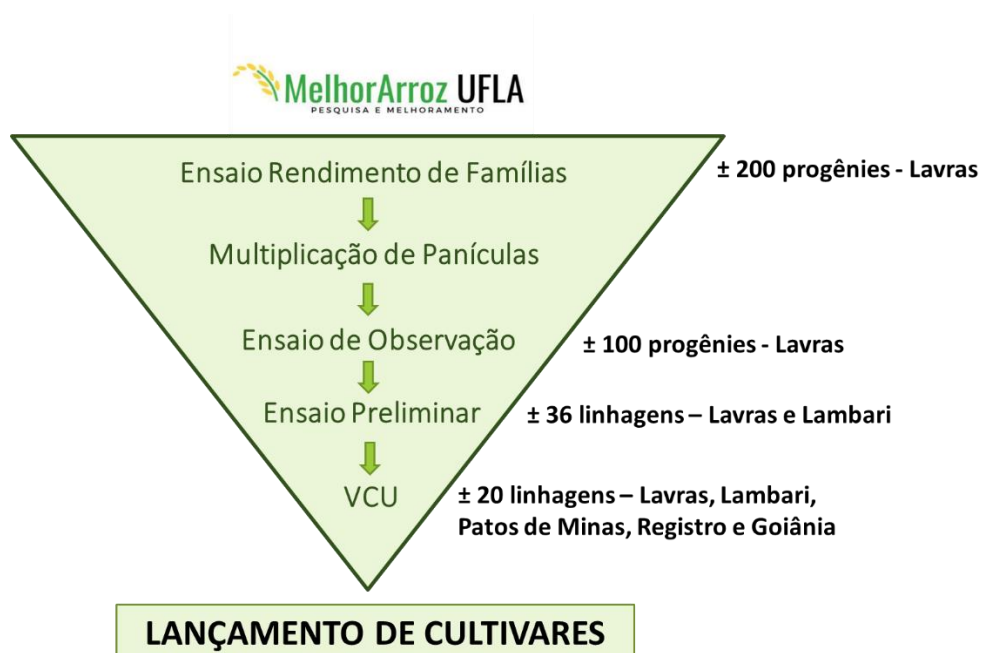 MelhorArroz UFLA
PESQUISA E MELHORAMENTO
Ensaio Rendimento de Famílias
± 200 progênies - Lavras
Multiplicação de Panículas
Ensaio de Observação
± 100 progênies - Lavras
Ensaio Preliminar
± 36 linhagens – Lavras e Lambari
VCU
± 20 linhagens – Lavras, Lambari,
Patos de Minas, Registro e Goiânia
LANÇAMENTO DE CULTIVARES